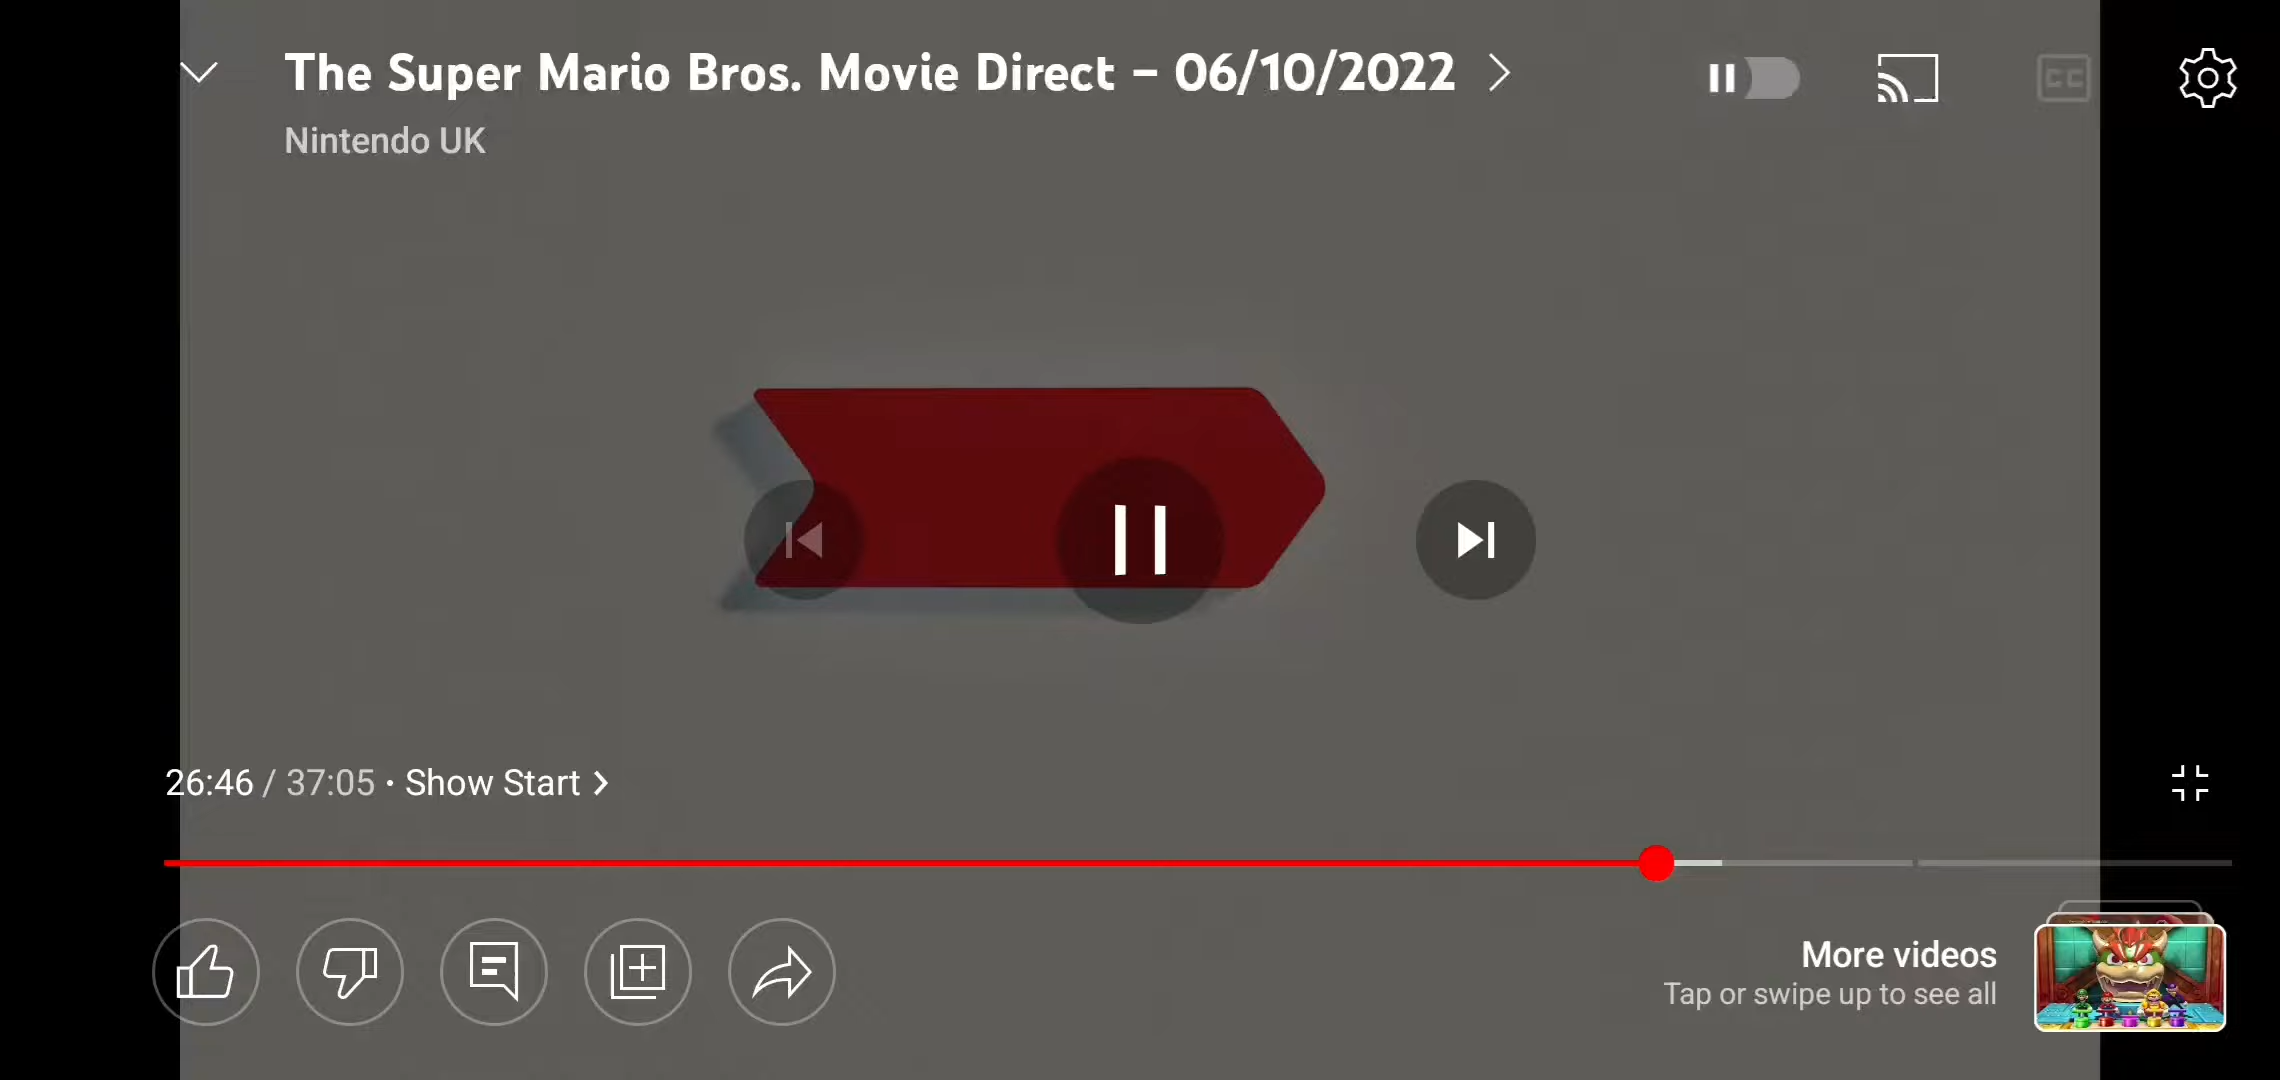 The Super Mario Bros. Movie Direct – 06/10/2022
Nintendo UK
CC
26:46 / 37:05 · Show Start
More videos
Tap or swipe up to see all